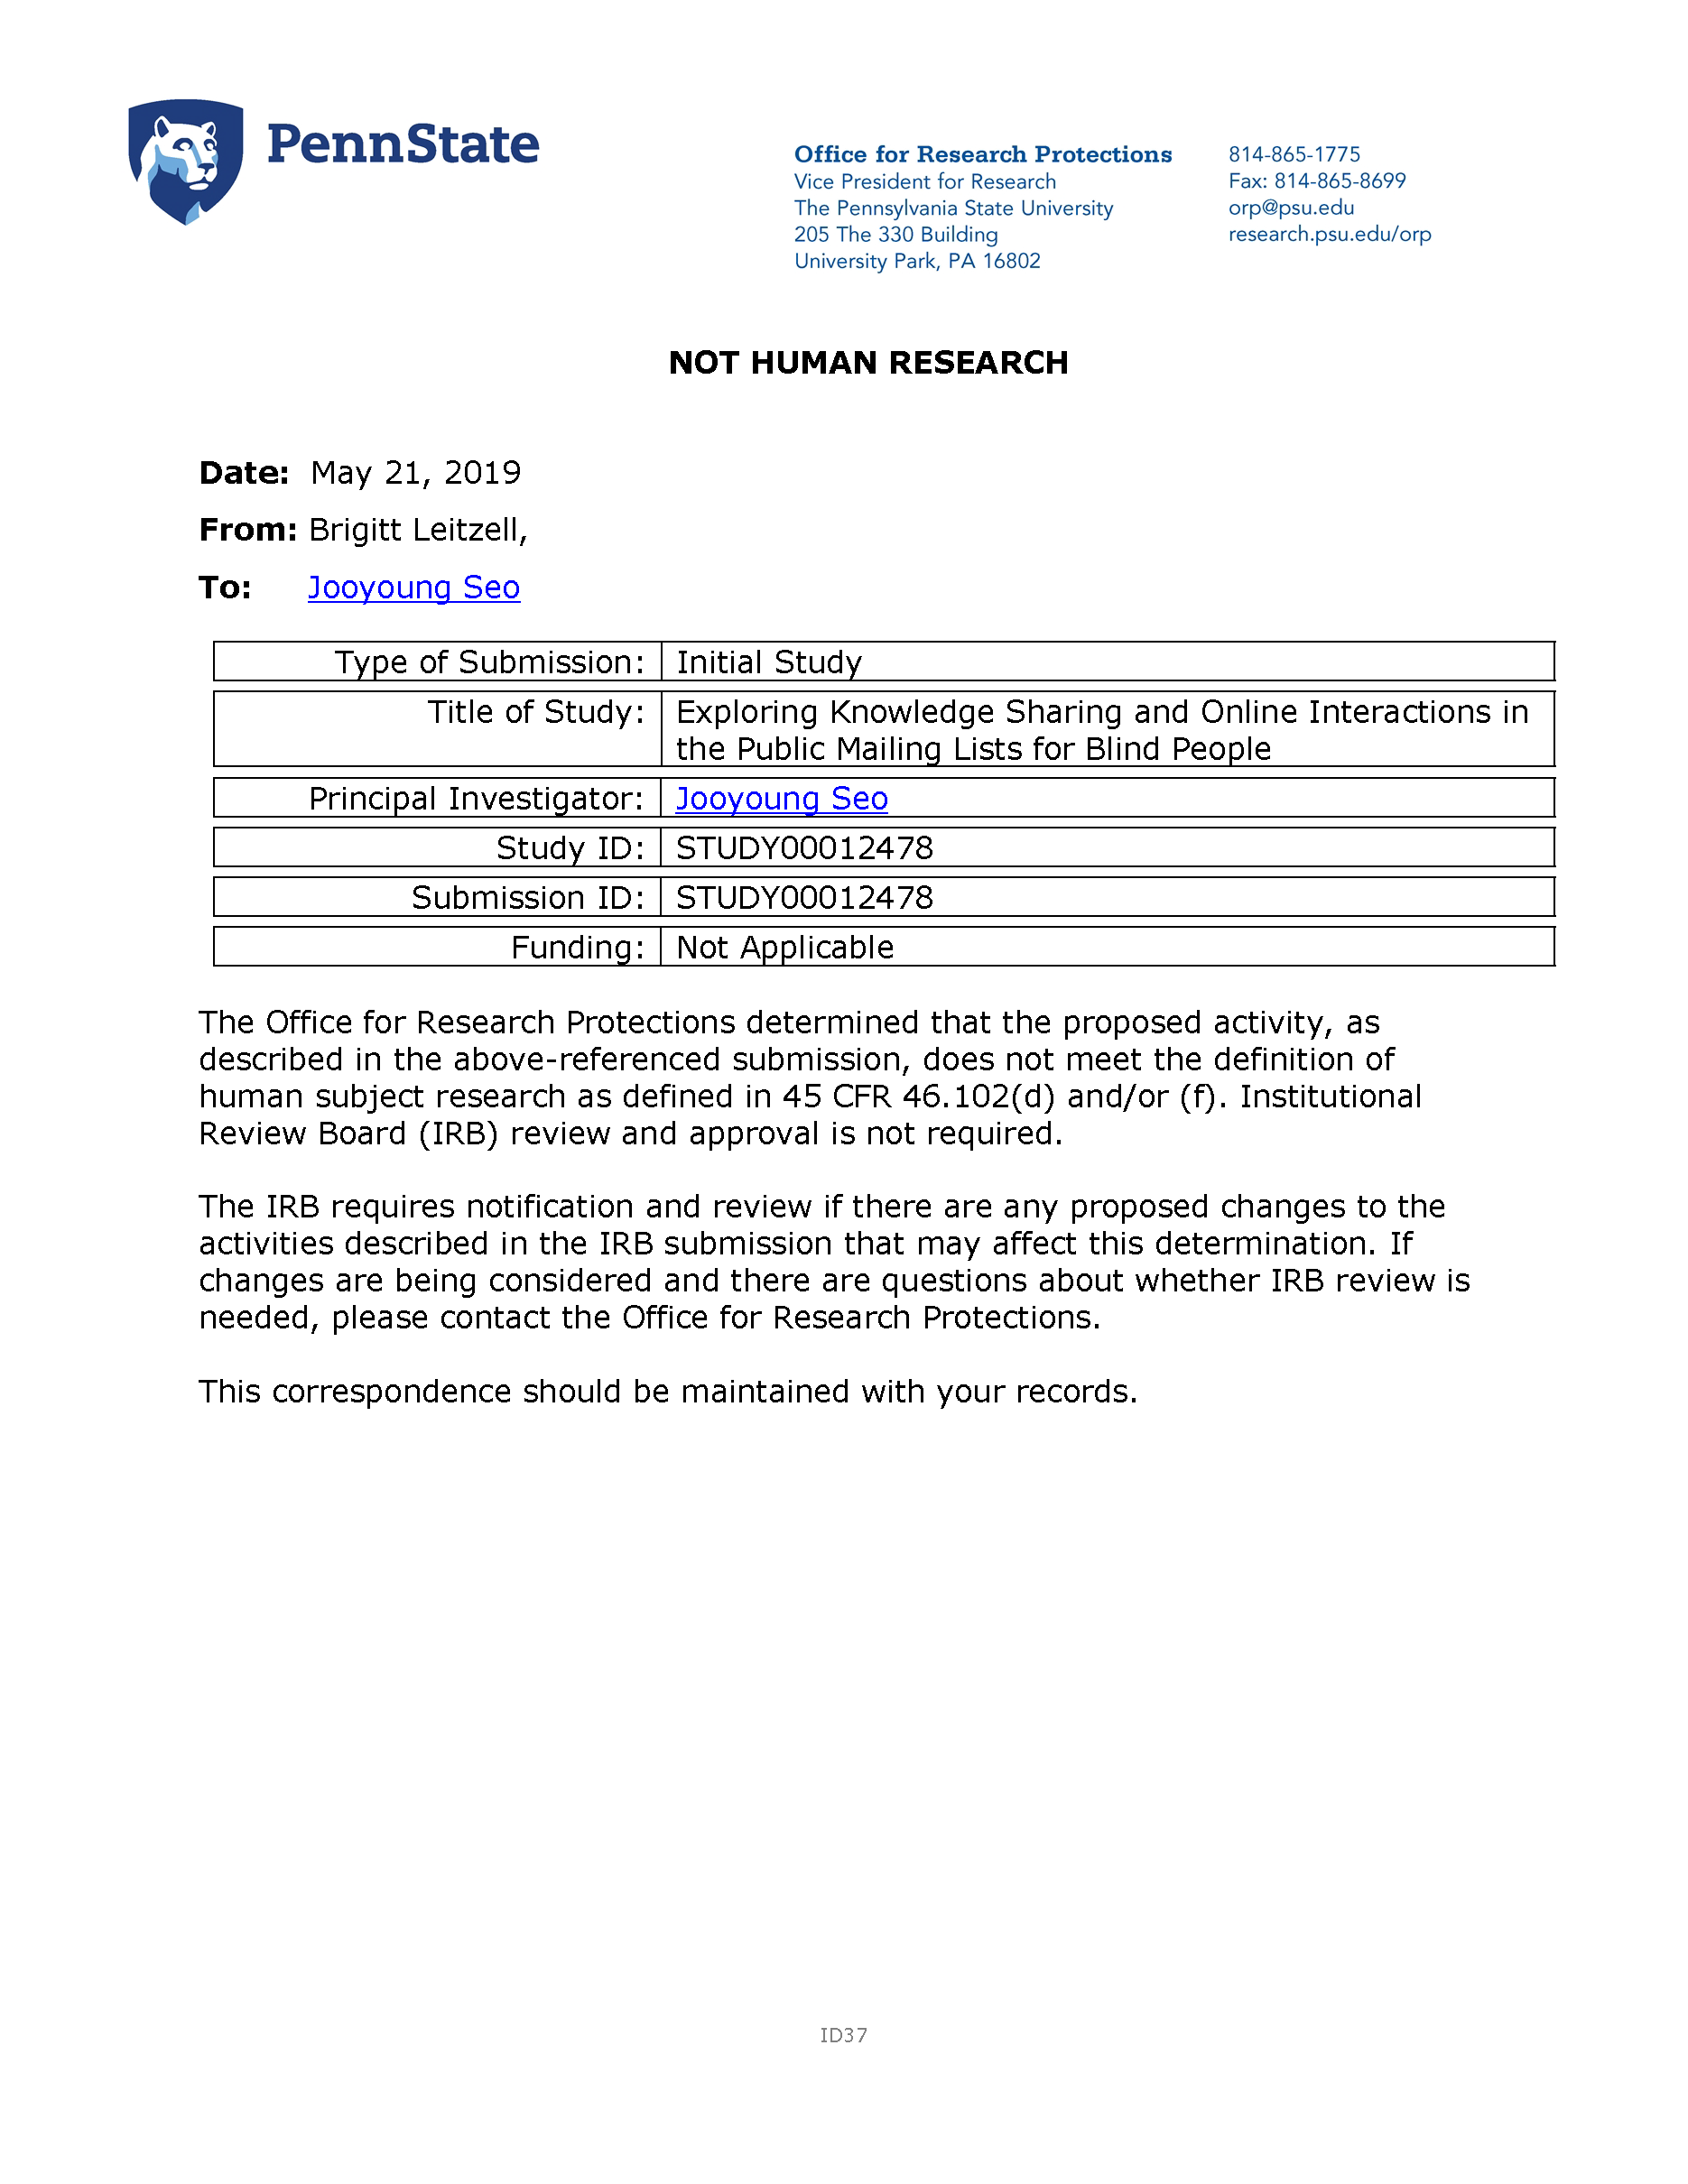 PennState
Office for Research Protections
Vice President for Research
The Pennsylvania State University
205 The 330 Building
University Park, PA 16802
814-865-1775
Fax: 814-865-8699
orp@psu.edu
research.psu.edu/orp
NOT HUMAN RESEARCH
Date: May 21, 2019
From: Brigitt Leitzell,
To: Jooyoung Seo
Type of Submission: Initial Study
Title of Study: Exploring Knowledge Sharing and Online Interactions in
the Public Mailing Lists for Blind People
Principal Investigator: Jooyoung Seo
Study ID: STUDY00012478
Submission ID: STUDY00012478
Funding: Not Applicable
The Office for Research Protections determined that the proposed activity, as
described in the above-referenced submission, does not meet the definition of
human subject research as defined in 45 CFR 46.102(d) and/or (f). Institutional
Review Board (IRB) review and approval is not required.
The IRB requires notification and review if there are any proposed changes to the
activities described in the IRB submission that may affect this determination. If
changes are being considered and there are questions about whether IRB review is
needed, please contact the Office for Research Protections.
This correspondence should be maintained with your records.
ID37